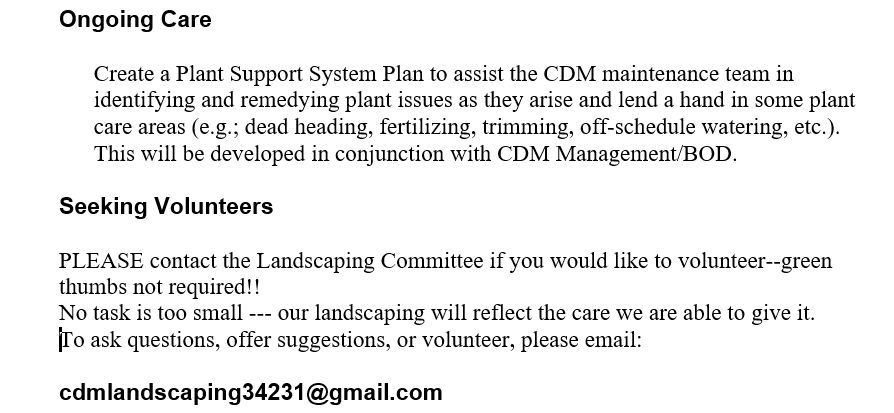 Ongoing Care
Create a Plant Support System Plan to assist the CDM maintenance team in
identifying and remedying plant issues as they arise and lend a hand in some plant
care areas (e.g.; dead heading, fertilizing, trimming, off-schedule watering, etc.).
This will be developed in conjunction with CDM Management/BOD.
Seeking Volunteers
PLEASE contact the Landscaping Committee if you would like to volunteer--green
thumbs not required!!
No task is too small --- our landscaping will reflect the care we are able to give it.
To ask questions, offer suggestions, or volunteer, please email:
cdmlandscaping34231@gmail.com